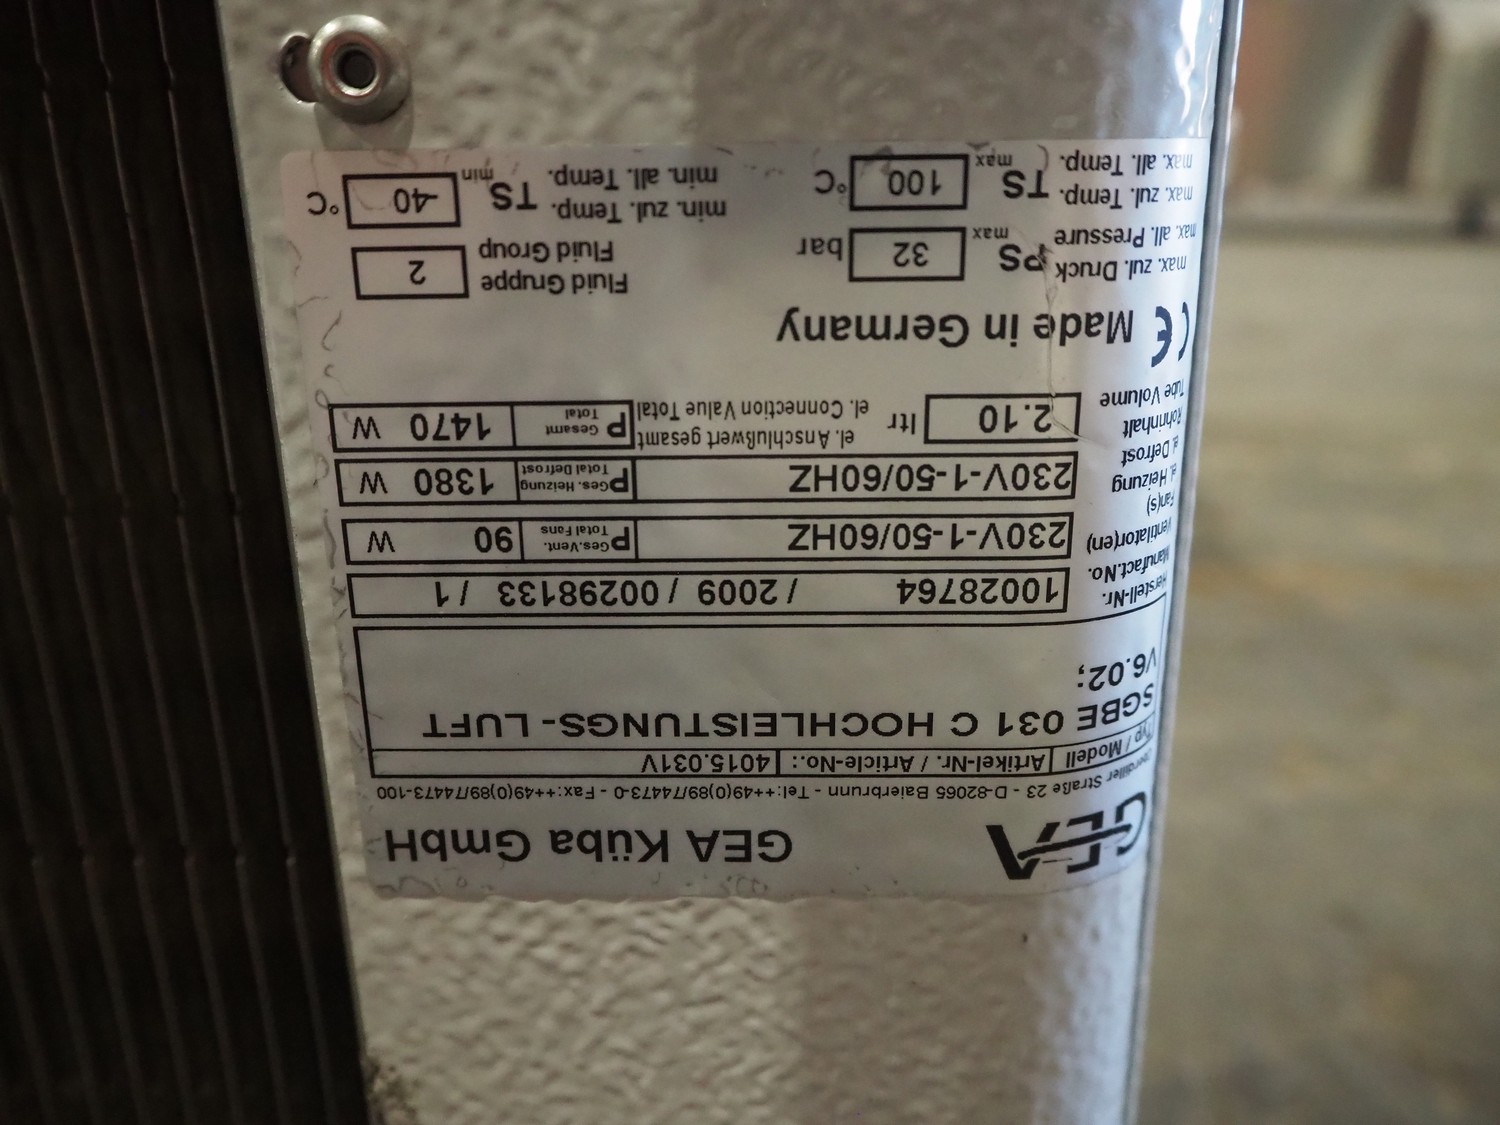 GEA GEA Küba GmbH
Oberdiller Straße 23 - D-82065 Baierbrunn - Tel:++49(0)89/74473-0 - Fax:++49(0)89/74473-100
Typ / Modell Artikel-Nr. / Article-No.: 4015.031V
SGBE 031 C HOCHLEISTUNGS- LUFT
V6.02;
Herstell-Nr. 10028764 / 2009 / 00298133 / 1
Manufact.No.
Ventilator(en) 230V-1-50/60HZ P Ges.Vent. 90 W
Fan(s) Total Fans
el. Heizung 230V-1-50/60HZ P Ges. Heizung 1380 W
el. Defrost Total Defrost
Rohrinhalt 2.10 ltr el. Anschlußwert gesamt P Gesamt 1470 W
Tube Volume el. Connection Value Total Total
CE Made in Germany
max. zul. Druck PS max 32 bar Fluid Gruppe 2
max. all. Pressure Fluid Group
max. zul. Temp. TS max 100 °C min. zul. Temp. TS min -40 °C
max. all. Temp. min. all. Temp.